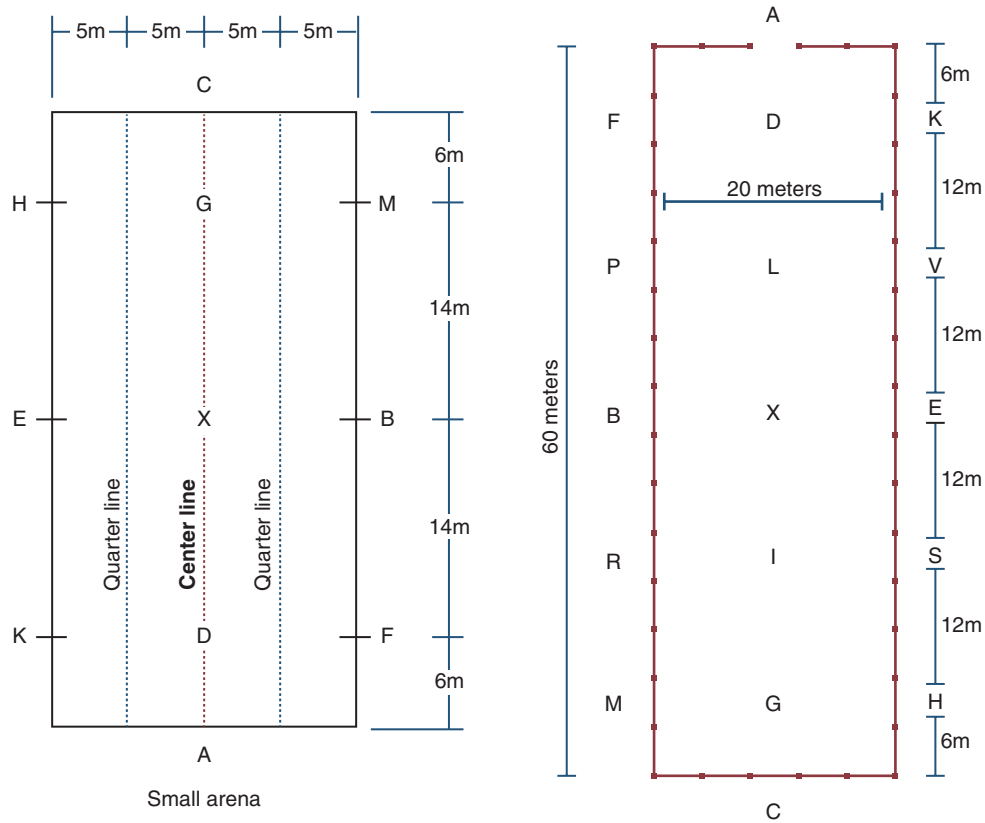 5m 5m 5m 5m
C
6m
H G M
14m
E X B
Quarter line
Center line
Quarter line
14m
K D F
6m
A
Small arena
A
6m
F D K
20 meters
12m
P L V
12m
60 meters
B X E
12m
R I S
12m
M G H
6m
C